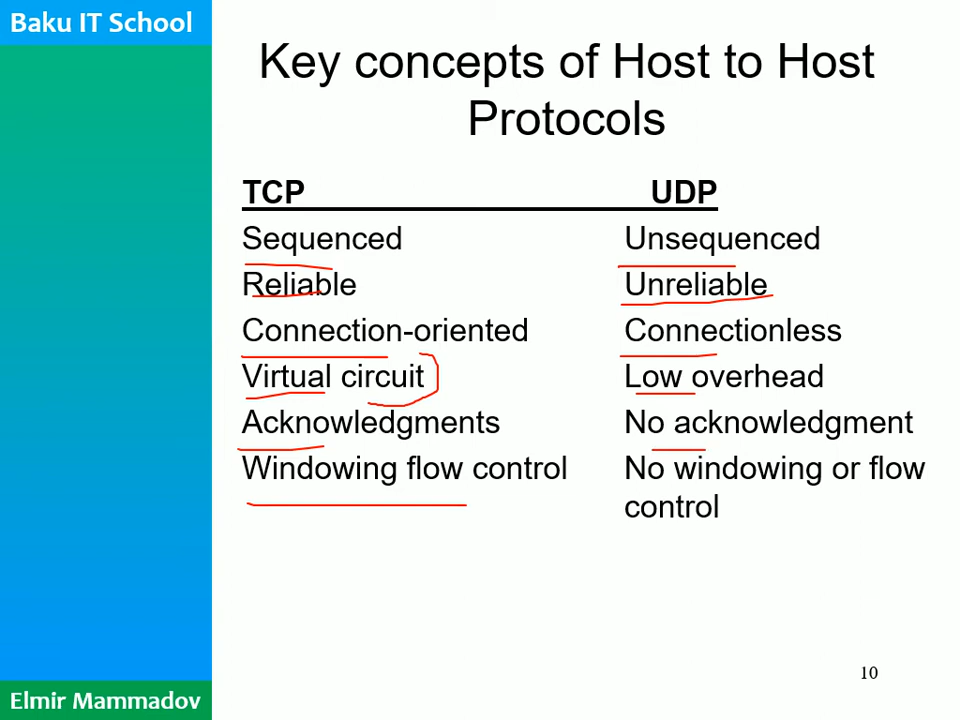 Baku IT School
Key concepts of Host to Host
Protocols
TCP UDP
Sequenced Unsequenced
Reliable Unreliable
Connection-oriented Connectionless
Virtual circuit Low overhead
Acknowledgments No acknowledgment
Windowing flow control No windowing or flow
control
10
Elmir Mammadov